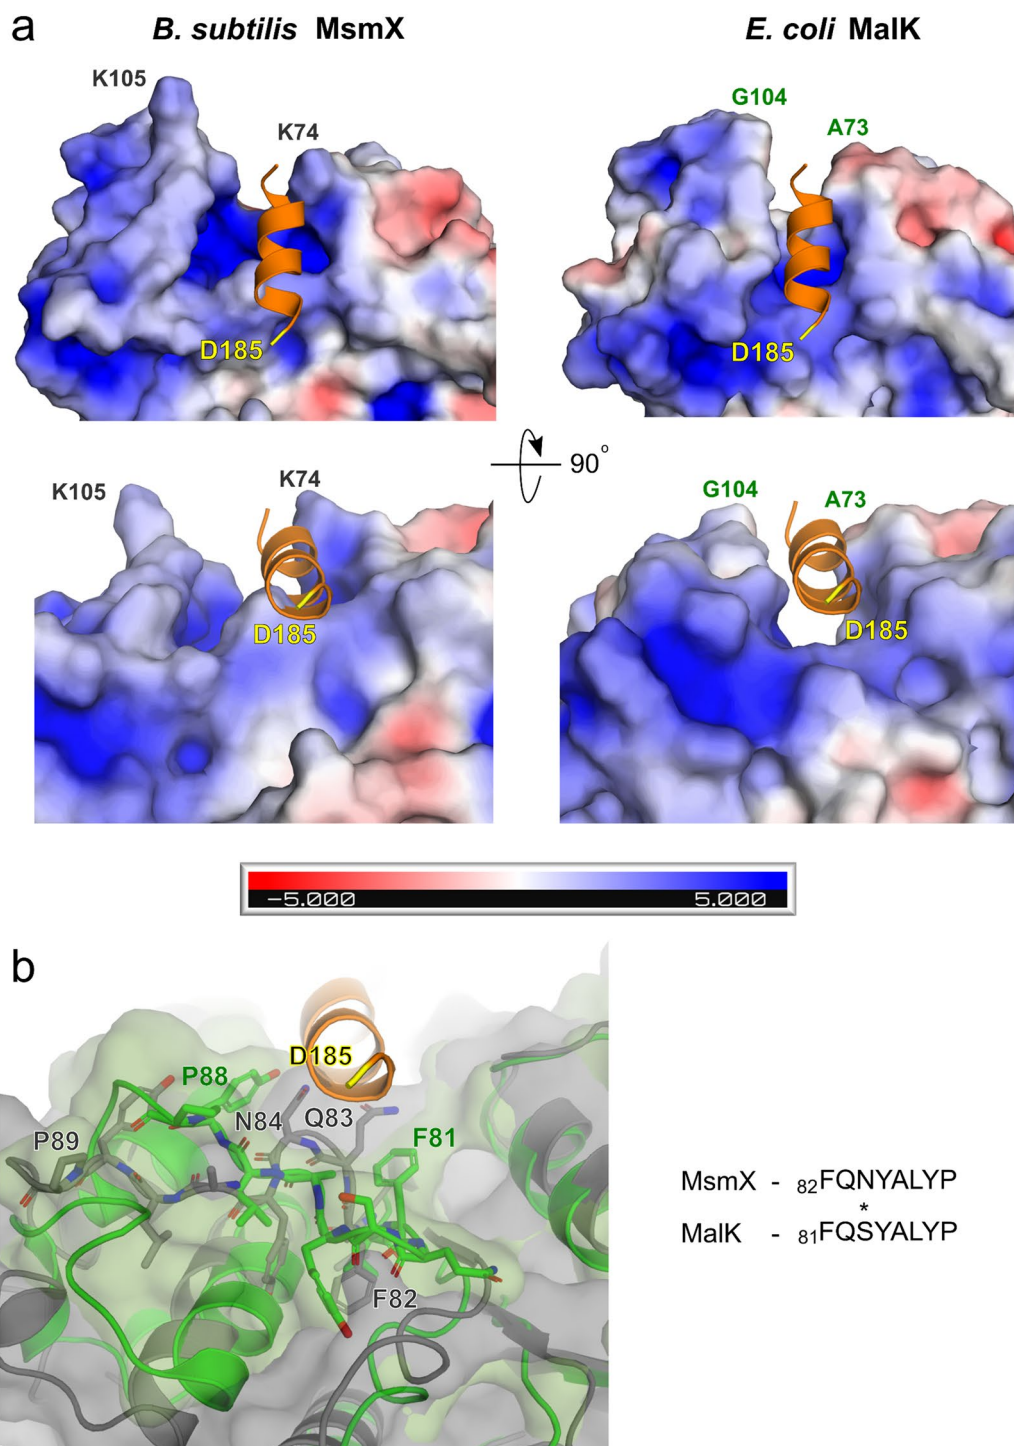 a
B. subtilis MsmX
E. coli MalK
K105
K74
G104
A73
D185
D185
90°
K105
K74
G104
A73
D185
D185
−5.000
5.000
b
D185
P88
N84
Q83
F81
P89
F82
MsmX - 82FQNYALYP
*
MalK - 81FQSYALYP